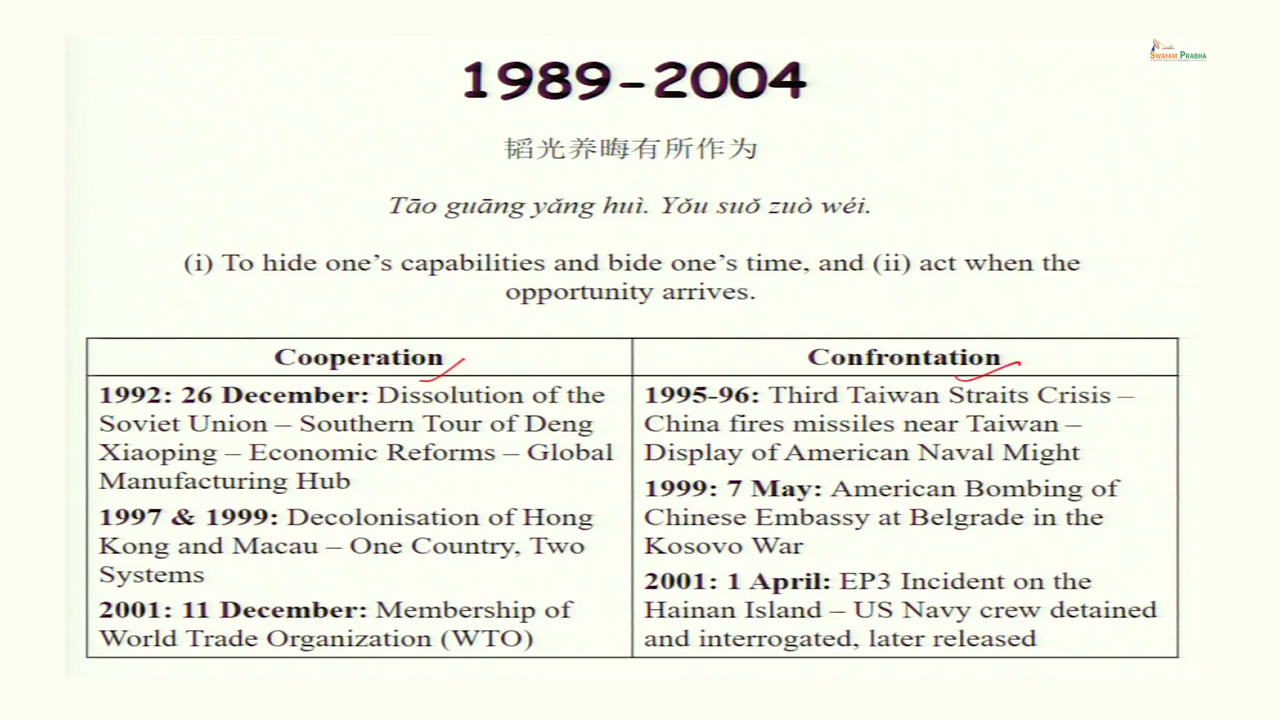 SWAYAM PRABHA
1989-2004
韬光养晦有所作为
Tāo guāng yǎng huì. Yǒu suǒ zuò wéi.
(i) To hide one's capabilities and bide one's time, and (ii) act when the
opportunity arrives.
Cooperation
1992: 26 December: Dissolution of the
Soviet Union – Southern Tour of Deng
Xiaoping – Economic Reforms – Global
Manufacturing Hub
1997 & 1999: Decolonisation of Hong
Kong and Macau – One Country, Two
Systems
2001: 11 December: Membership of
World Trade Organization (WTO)
Confrontation
1995-96: Third Taiwan Straits Crisis –
China fires missiles near Taiwan –
Display of American Naval Might
1999: 7 May: American Bombing of
Chinese Embassy at Belgrade in the
Kosovo War
2001: 1 April: EP3 Incident on the
Hainan Island – US Navy crew detained
and interrogated, later released